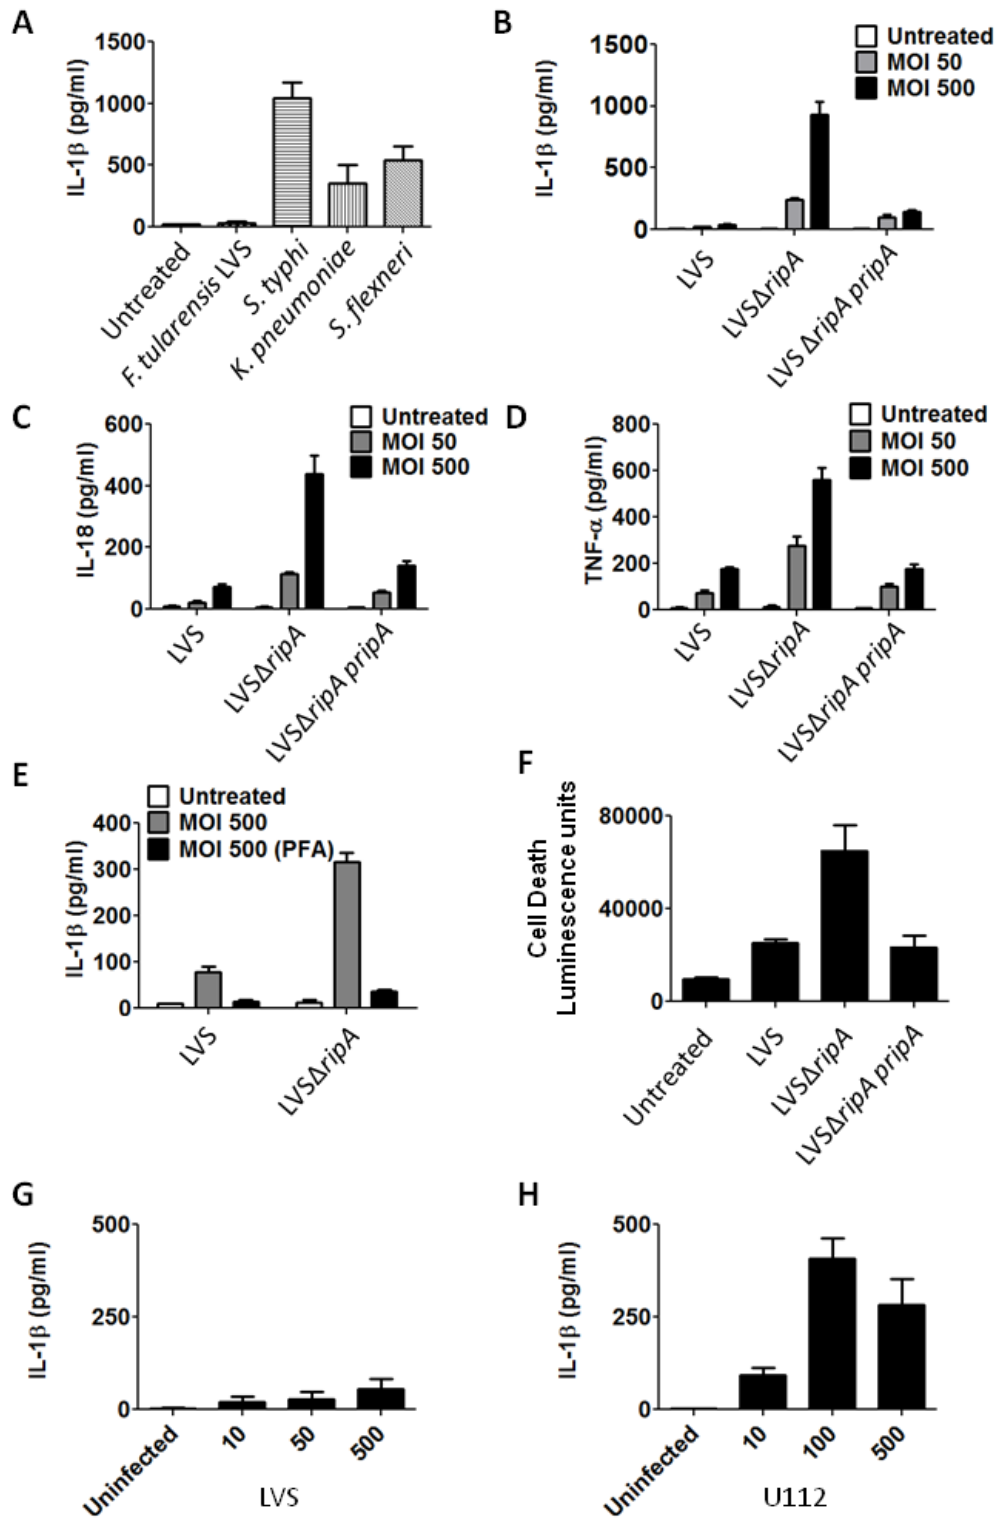 A
IL-1β (pg/ml)
1500
1000
500
0
Untreated
F. tularensis LVS
S. typhi
K. pneumoniae
S. flexneri
B
IL-1β (pg/ml)
1500
1000
500
0
Untreated
MOI 50
MOI 500
LVS
LVSΔripA
LVS ΔripA pripA
C
IL-18 (pg/ml)
600
400
200
0
Untreated
MOI 50
MOI 500
LVS
LVSΔripA
LVSΔripA pripA
D
TNF-α (pg/ml)
800
600
400
200
0
Untreated
MOI 50
MOI 500
LVS
LVSΔripA
LVSΔripA pripA
E
IL-1β (pg/ml)
400
300
200
100
0
Untreated
MOI 500
MOI 500 (PFA)
LVS
LVSΔripA
F
Cell Death
Luminescence units
80000
40000
0
Untreated
LVS
LVSΔripA
LVSΔripA pripA
G
IL-1β (pg/ml)
500
250
0
Uninfected
10
50
500
LVS
H
IL-1β (pg/ml)
500
250
0
Uninfected
10
100
500
U112